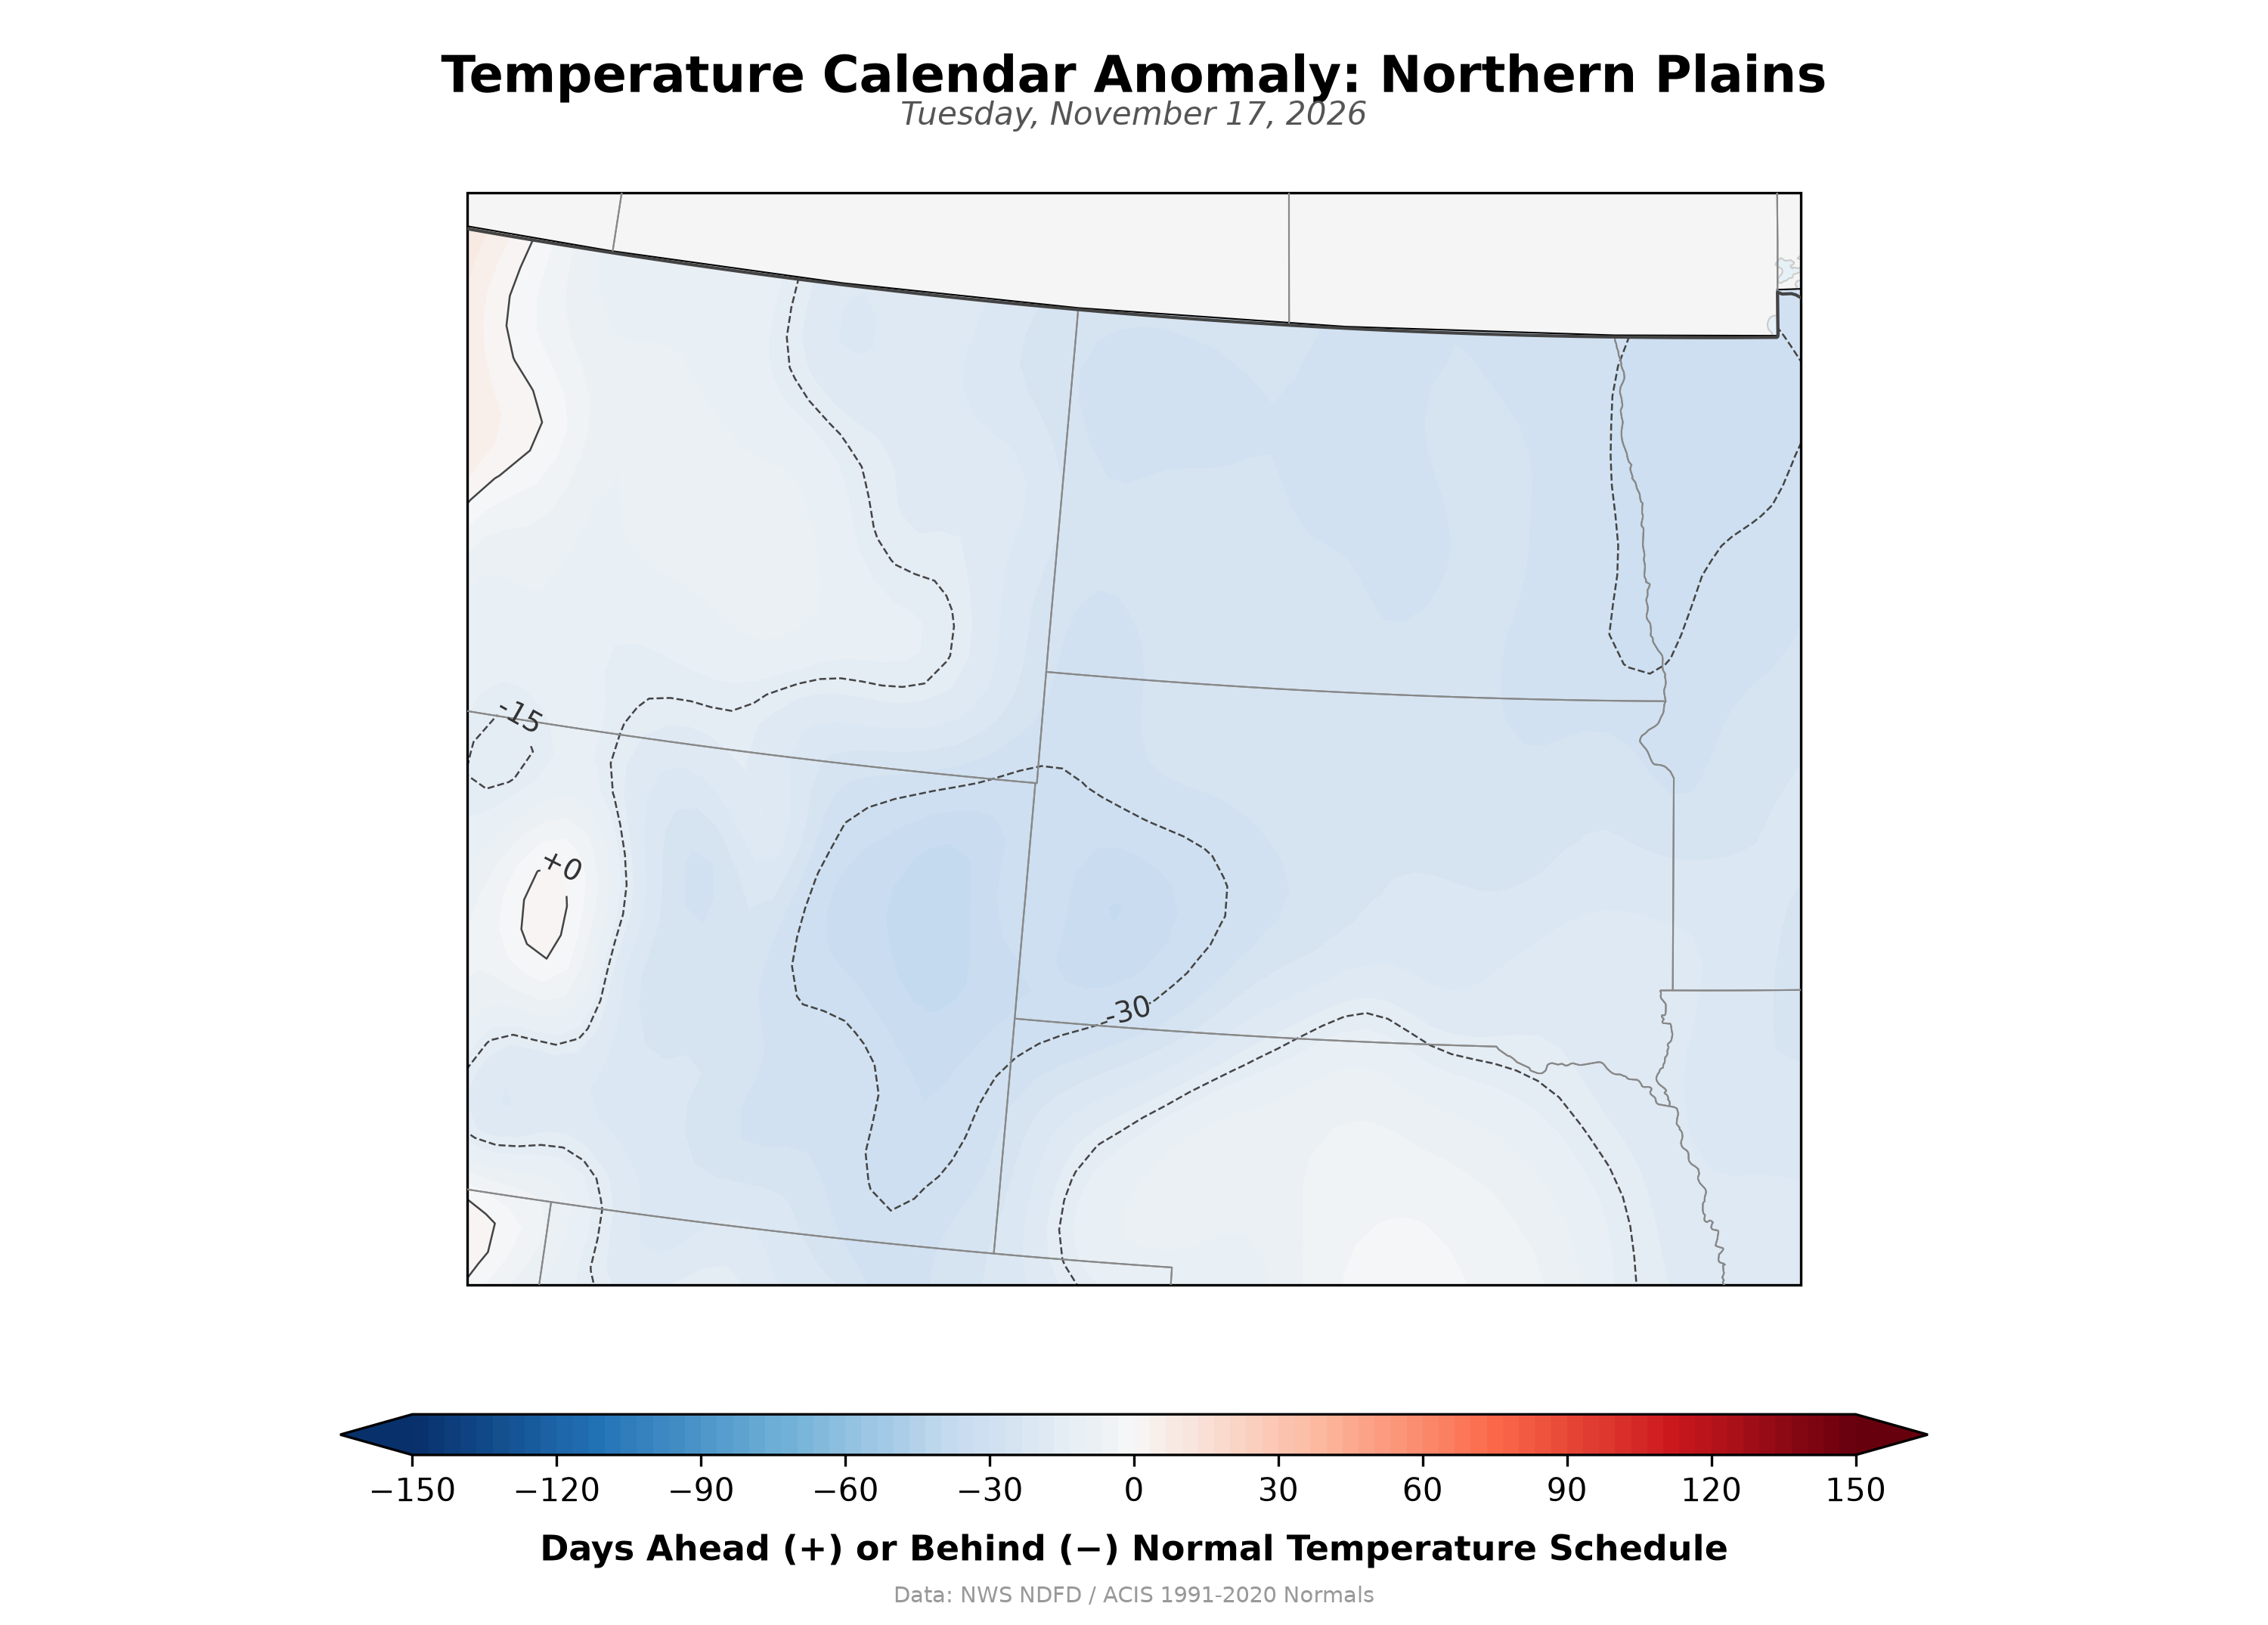 Temperature Calendar Anomaly: Northern Plains
Tuesday, November 17, 2026
-15
+0
-30
−150 −120 −90 −60 −30 0 30 60 90 120 150
Days Ahead (+) or Behind (−) Normal Temperature Schedule
Data: NWS NDFD / ACIS 1991-2020 Normals